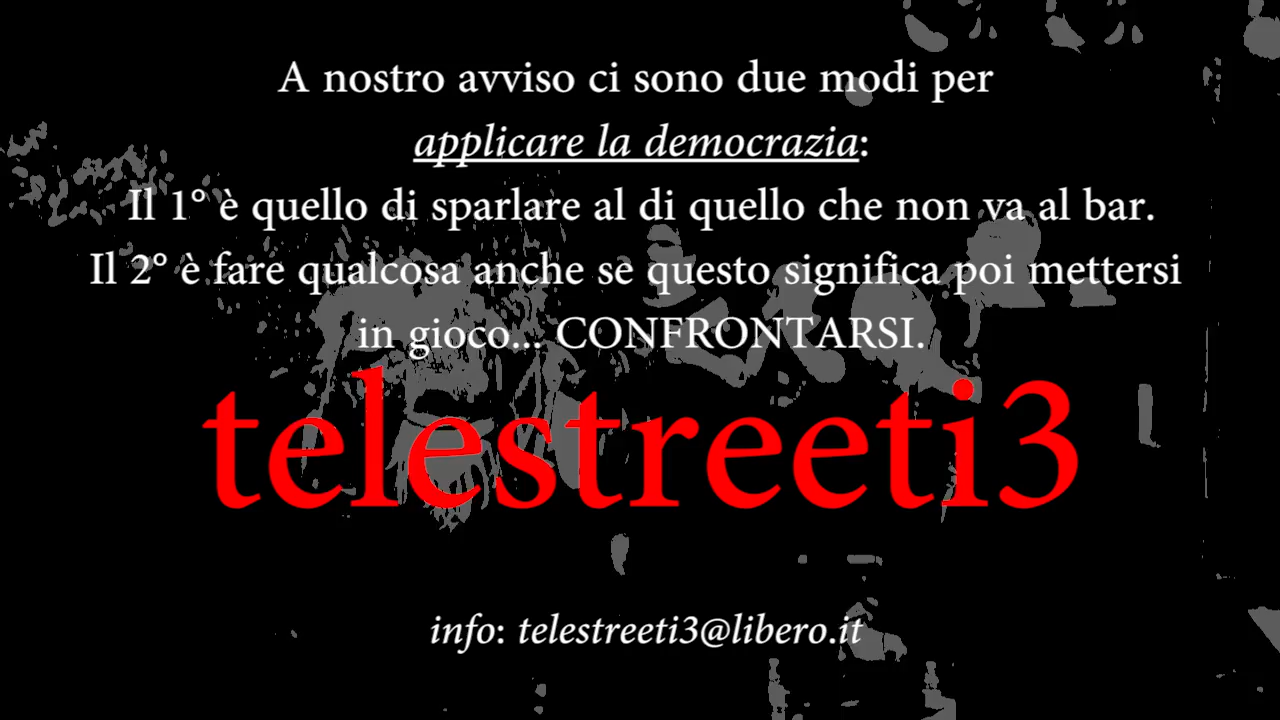 A nostro avviso ci sono due modi per
applicare la democrazia:
Il 1° è quello di sparlare al di quello che non va al bar.
Il 2° è fare qualcosa anche se questo significa poi mettersi
in gioco... CONFRONTARSI.
telestreeti3
info: telestreeti3@libero.it